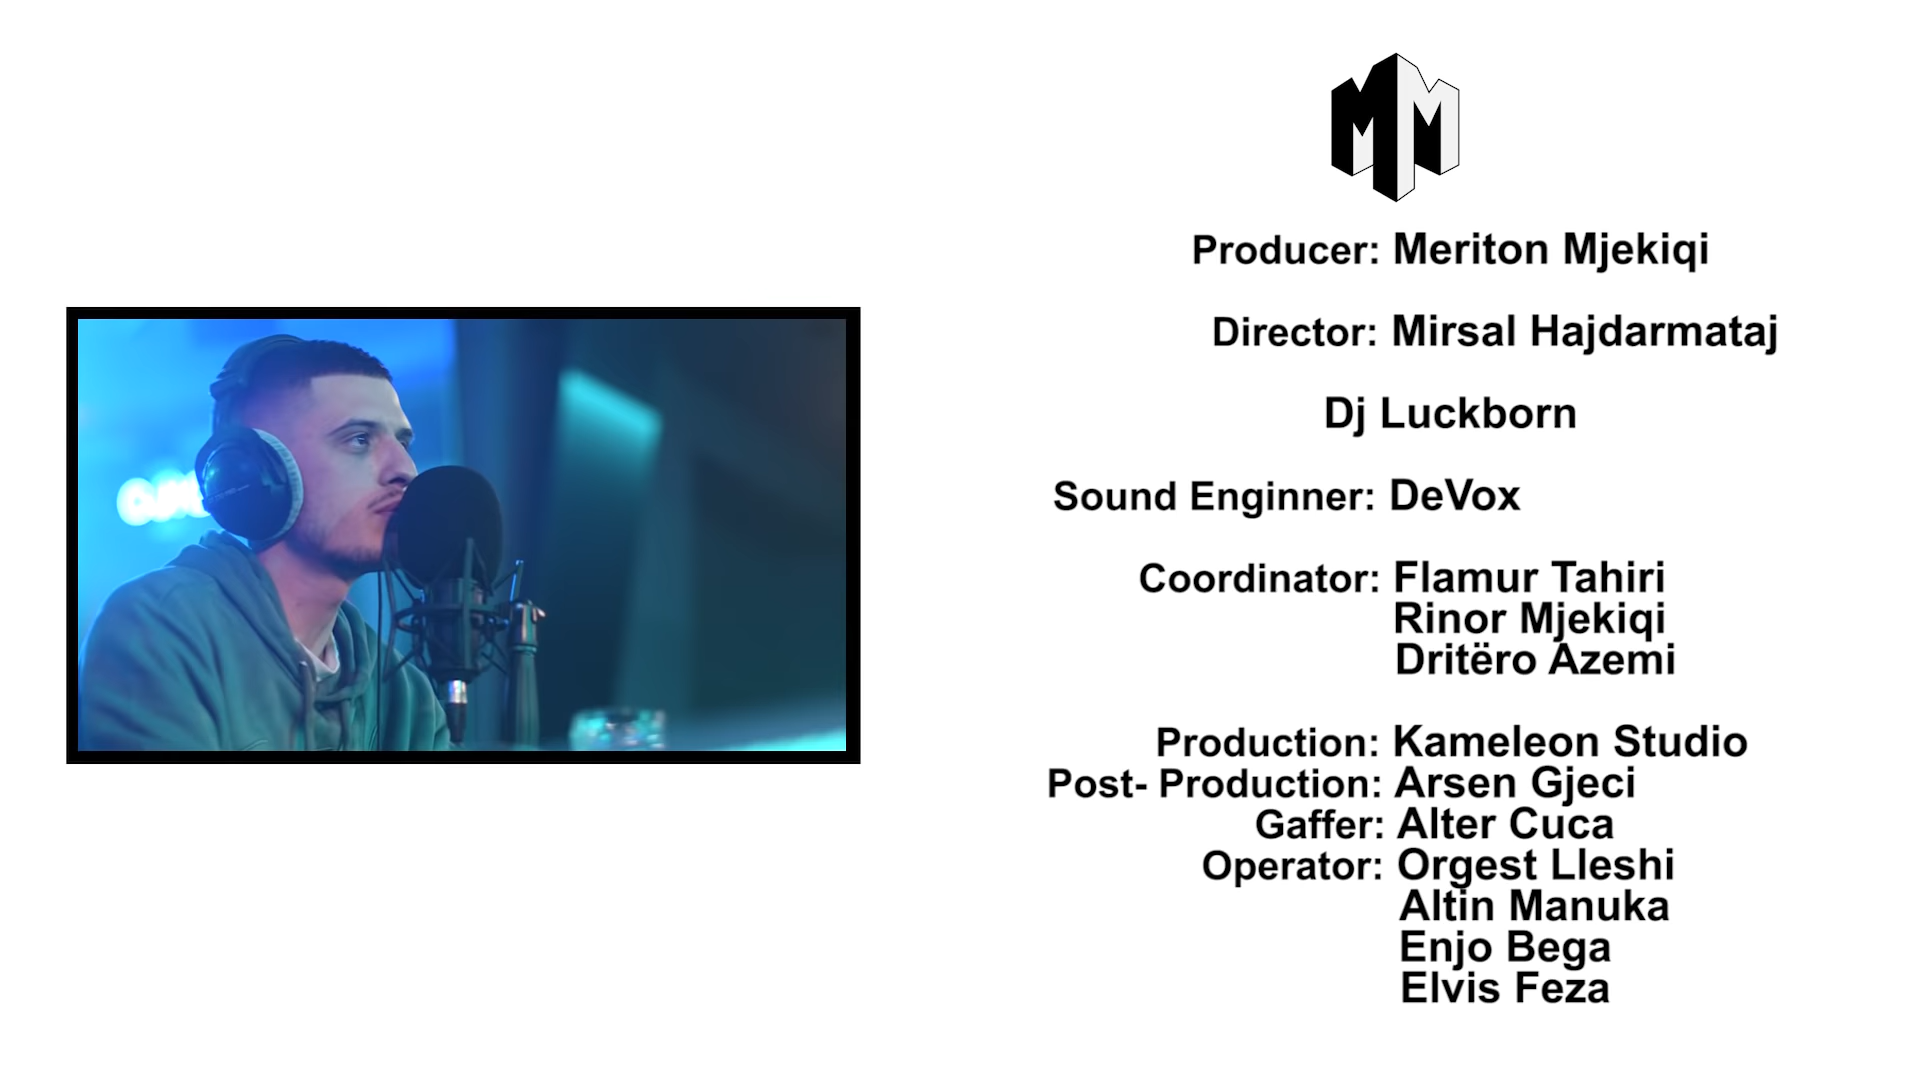 MM
Producer: Meriton Mjekiqi
Director: Mirsal Hajdarmataj
Dj Luckborn
Sound Enginner: DeVox
Coordinator: Flamur Tahiri
Rinor Mjekiqi
Dritëro Azemi
Production: Kameleon Studio
Post- Production: Arsen Gjeci
Gaffer: Alter Cuca
Operator: Orgest Lleshi
Altin Manuka
Enjo Bega
Elvis Feza